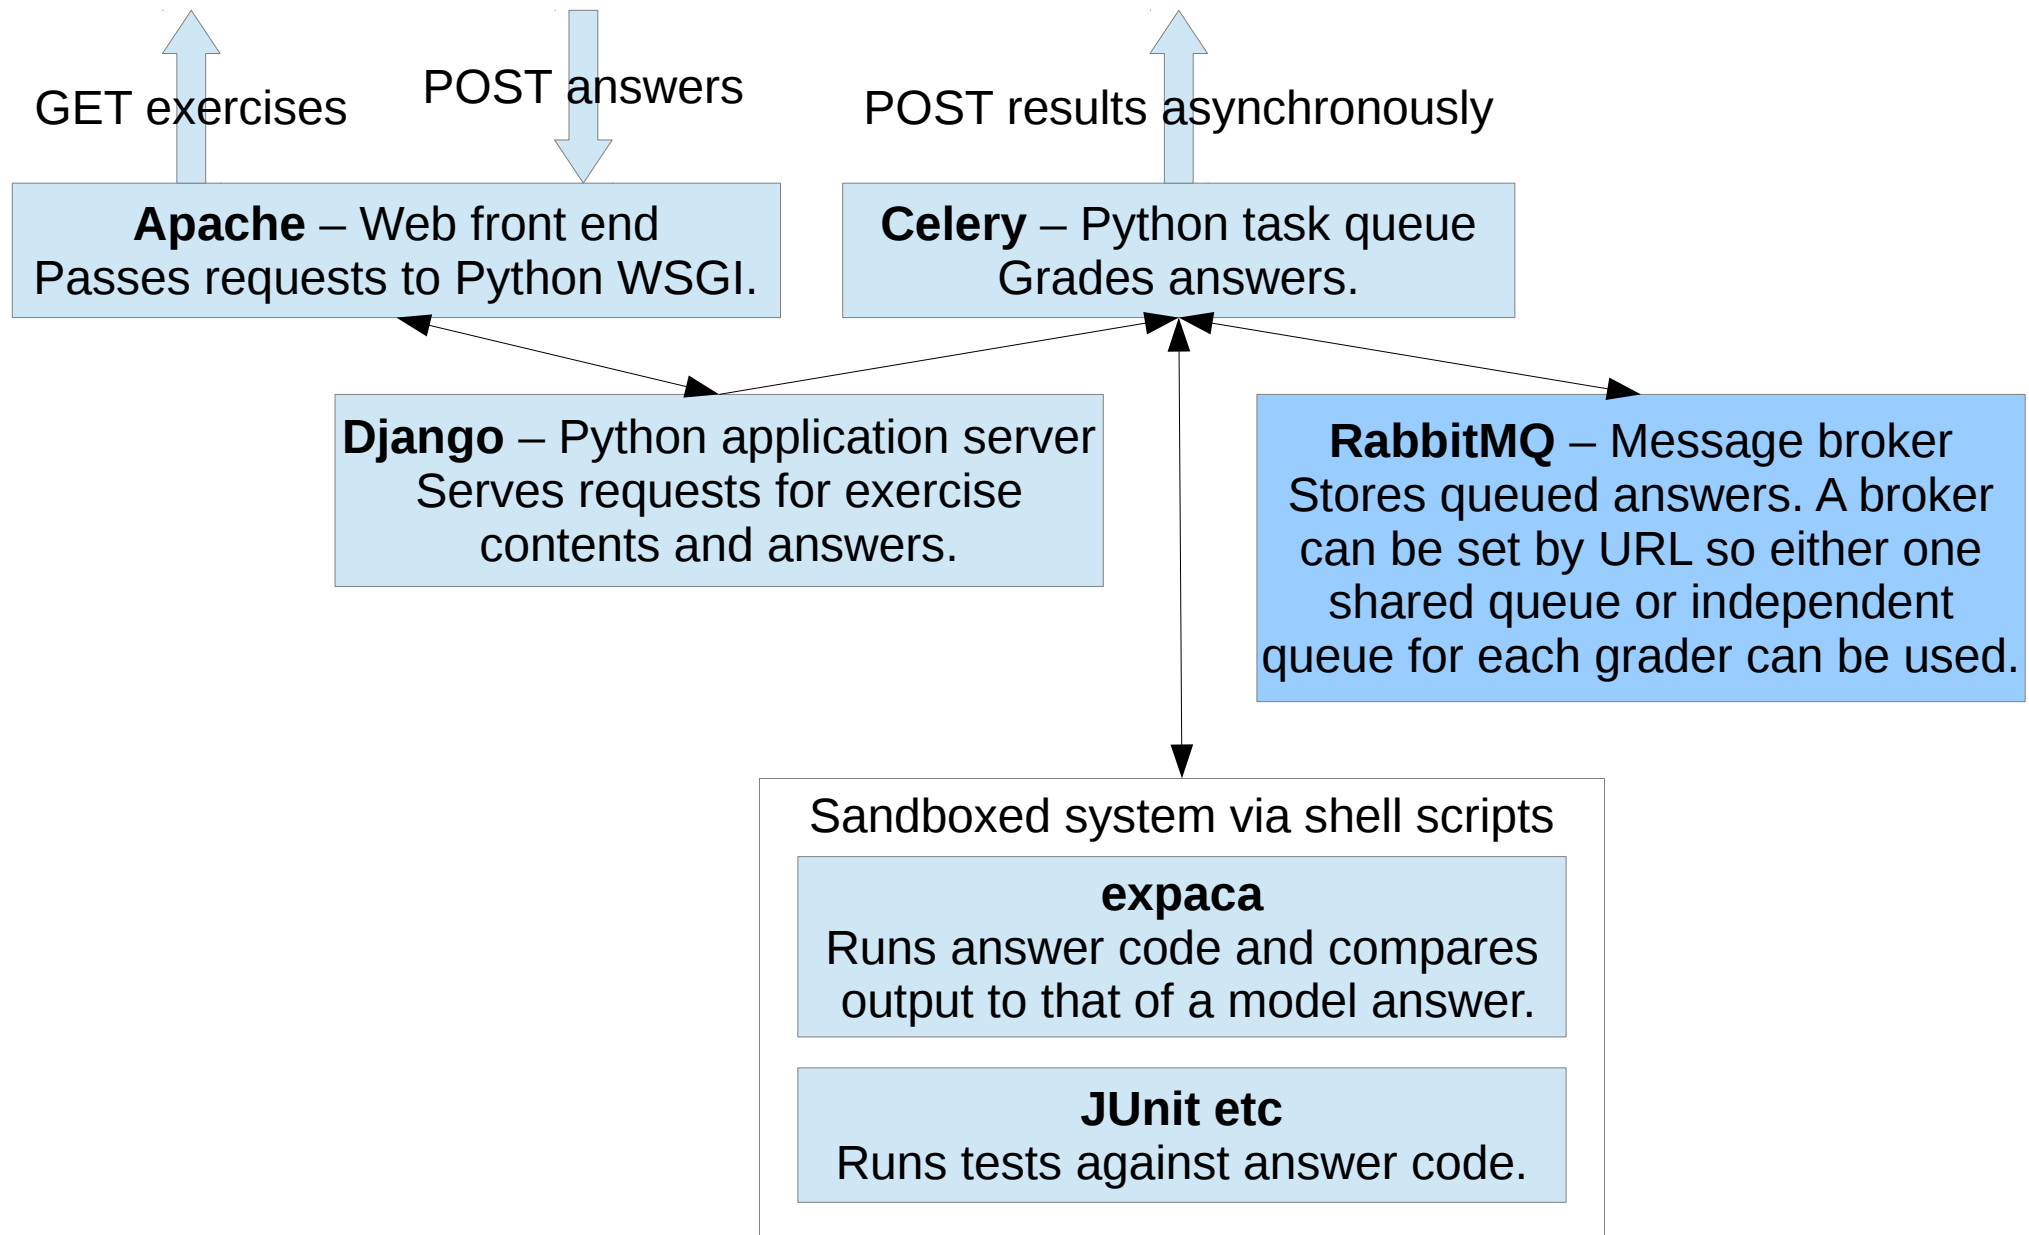 GET exercises
POST answers
POST results asynchronously
Apache – Web front end
Passes requests to Python WSGI.
Celery – Python task queue
Grades answers.
Django – Python application server
Serves requests for exercise
contents and answers.
RabbitMQ – Message broker
Stores queued answers. A broker
can be set by URL so either one
shared queue or independent
queue for each grader can be used.
Sandboxed system via shell scripts
expaca
Runs answer code and compares
output to that of a model answer.
JUnit etc
Runs tests against answer code.